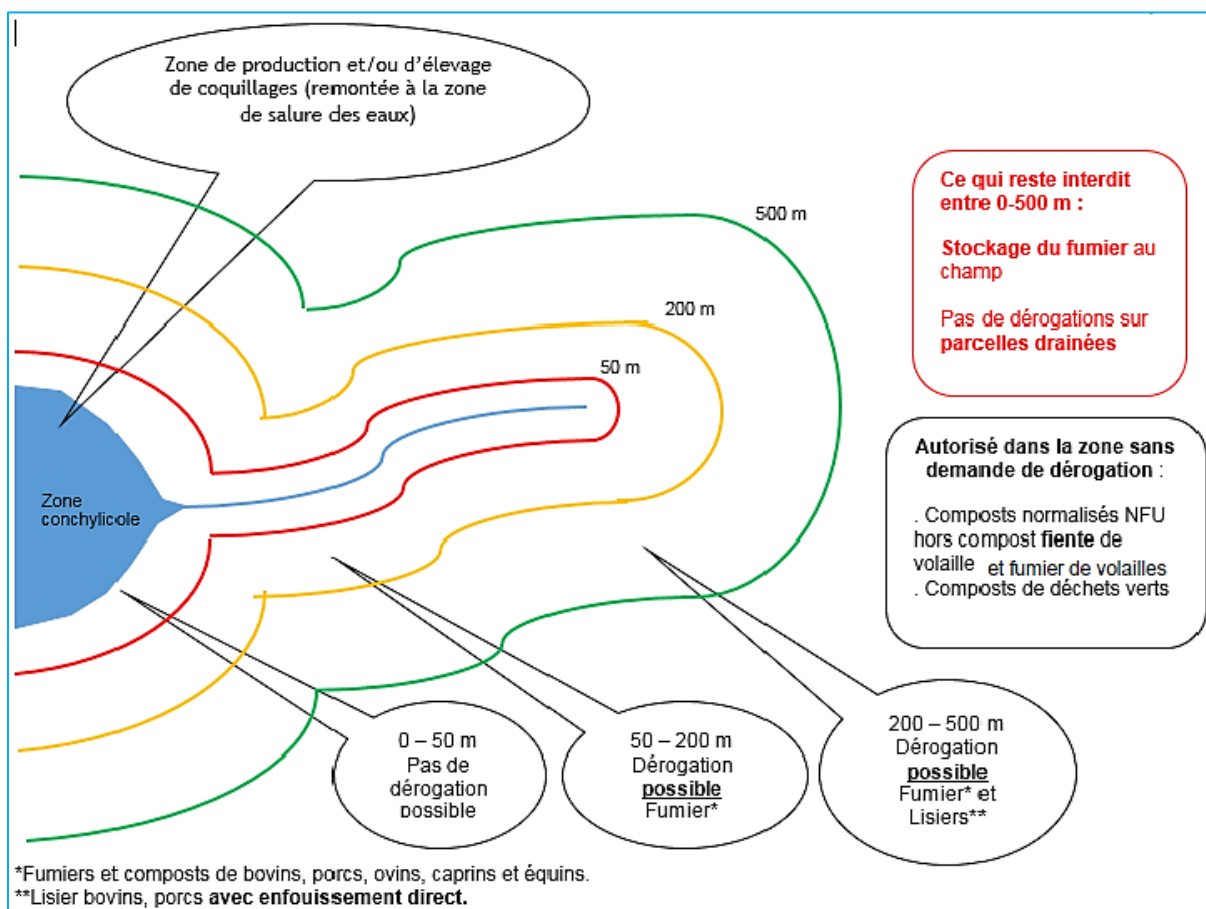 Zone de production et/ou d'élevage
de coquillages (remontée à la zone
de salure des eaux)
500 m
200 m
50 m
Zone
conchylicole
Ce qui reste interdit
entre 0-500 m :
Stockage du fumier au
champ
Pas de dérogations sur
parcelles drainées
Autorisé dans la zone sans
demande de dérogation :
. Composts normalisés NFU
hors compost fiente de
volaille et fumier de volailles
. Composts de déchets verts
0 – 50 m
Pas de
dérogation
possible
50 – 200 m
Dérogation
possible
Fumier*
200 – 500 m
Dérogation
possible
Fumier* et
Lisiers**
*Fumiers et composts de bovins, porcs, ovins, caprins et équins.
**Lisier bovins, porcs avec enfouissement direct.